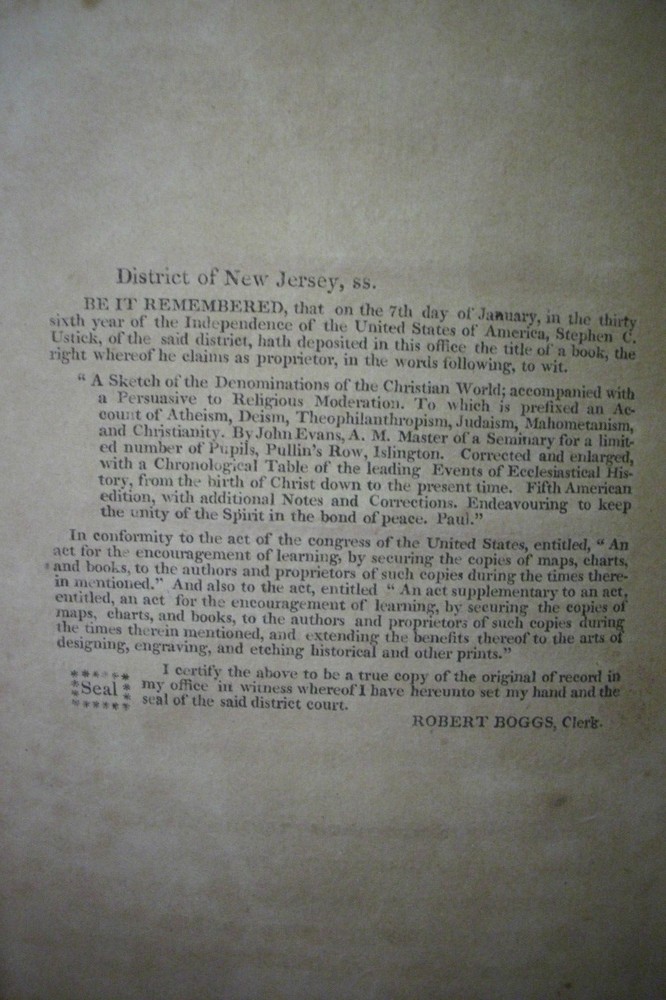 District of New Jersey, ss.
BE IT REMEMBERED, that on the 7th day of January, in the thirty
sixth year of the Independence of the United States of America, Stephen C.
Ustick, of the said district, hath deposited in this office the title of a book, the
right whereof he claims as proprietor, in the words following, to wit.
“ A Sketch of the Denominations of the Christian World; accompanied with
a Persuasive to Religious Moderation. To which is prefixed an Ac-
count of Atheism, Deism, Theophilanthropism, Judaism, Mahometanism,
and Christianity. By John Evans, A. M. Master of a Seminary for a limit-
ed number of Pupils, Pullin's Row, Islington. Corrected and enlarged,
with a Chronological Table of the leading Events of Ecclesiastical His-
tory, from the birth of Christ down to the present time. Fifth American
edition, with additional Notes and Corrections. Endeavouring to keep
the unity of the Spirit in the bond of peace. Paul.”
In conformity to the act of the congress of the United States, entitled, “ An
act for the encouragement of learning, by securing the copies of maps, charts,
and books, to the authors and proprietors of such copies during the times there-
in mentioned.” And also to the act, entitled “ An act supplementary to an act,
entitled, an act for the encouragement of learning, by securing the copies of
maps, charts, and books, to the authors and proprietors of such copies during
the times therein mentioned, and extending the benefits thereof to the arts of
designing, engraving, and etching historical and other prints.”
I certify the above to be a true copy of the original of record in
Seal my office in witness whereof I have hereunto set my hand and the
seal of the said district court.
ROBERT BOGGS, Clerk.